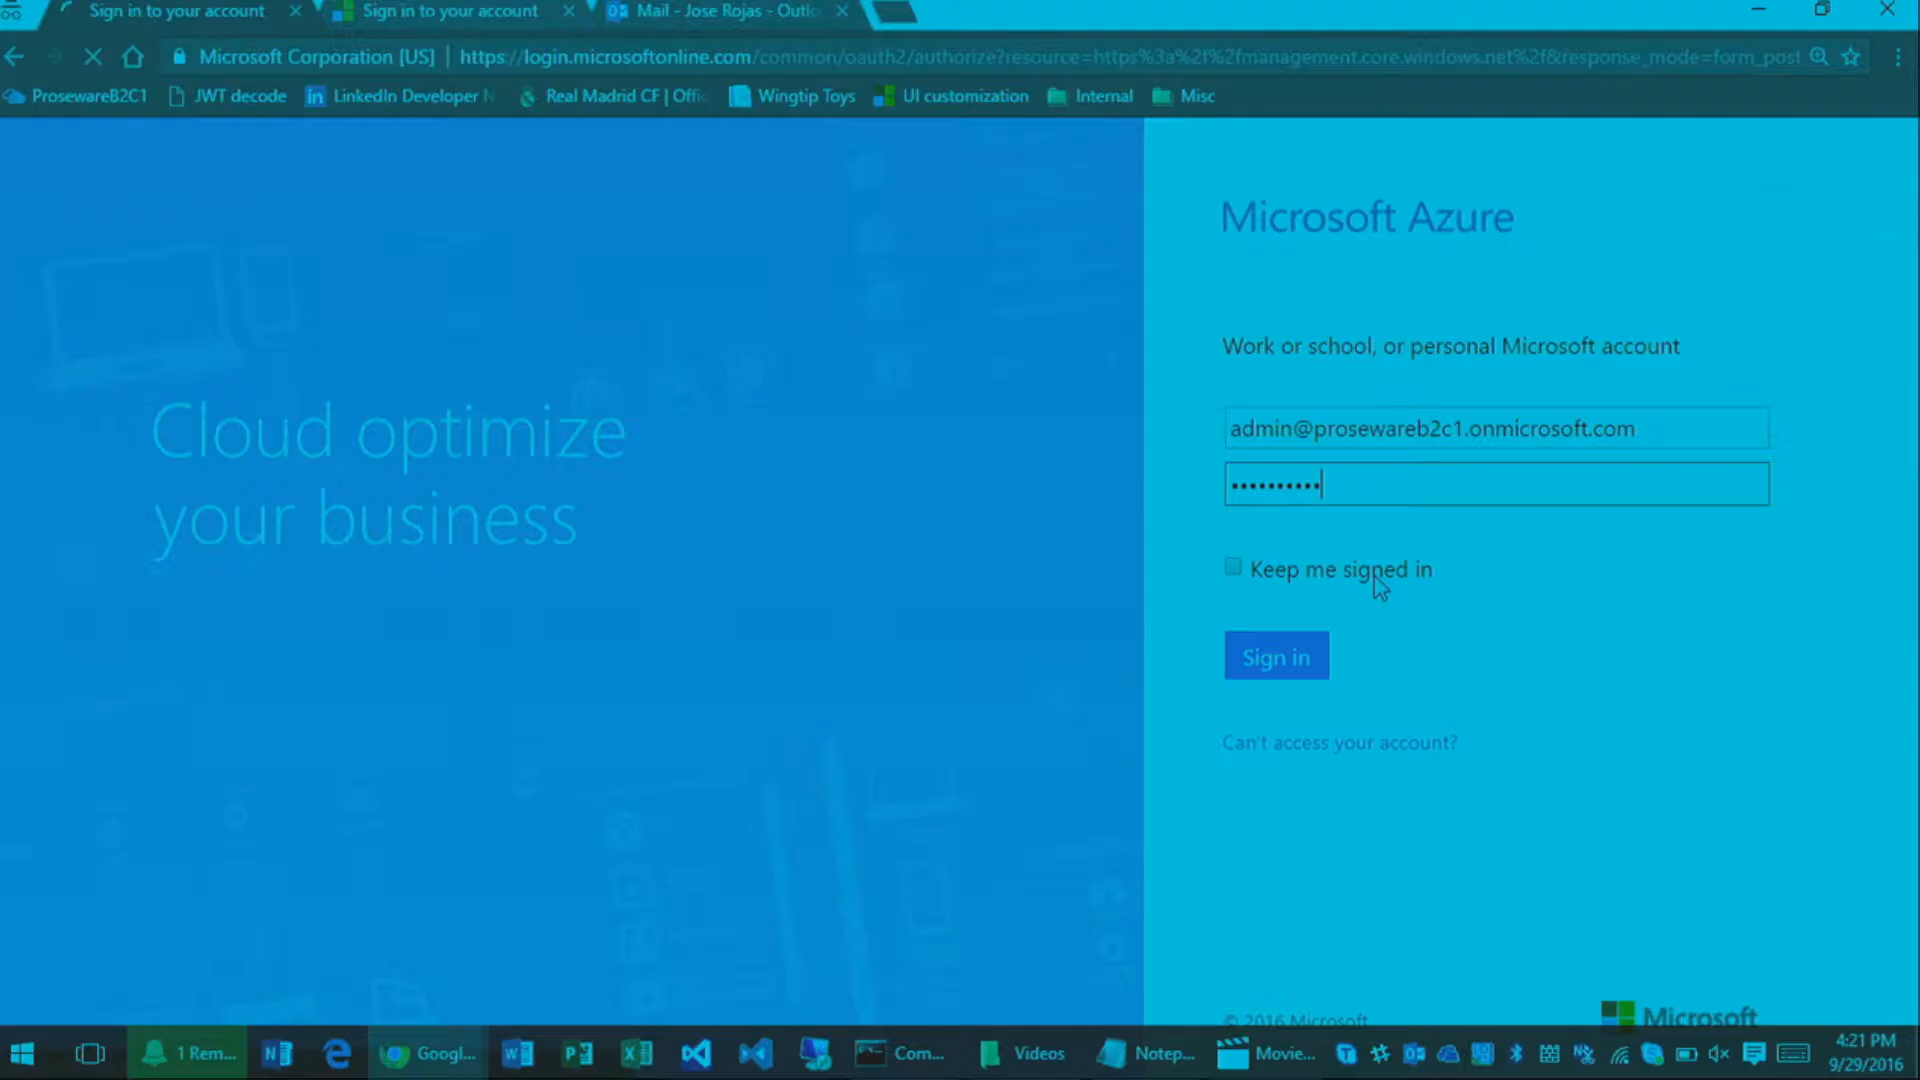 Sign in to your account
Sign in to your account
Mail - Jose Rojas - Outlo
Microsoft Corporation [US]
https://login.microsoftonline.com/common/oauth2/authorize?resource=https%3a%2f%2fmanagement.core.windows.net%2f&response_mode=form_post
ProsewareB2C1
JWT decode
LinkedIn Developer N
Real Madrid CF | Offic
Wingtip Toys
UI customization
Internal
Misc
Cloud optimize
your business
Microsoft Azure
Work or school, or personal Microsoft account
admin@prosewareb2c1.onmicrosoft.com
Keep me signed in
Sign in
Can't access your account?
© 2016 Microsoft
Microsoft
1 Rem...
Googl...
Com...
Videos
Notep...
Movie...
4:21 PM
9/29/2016